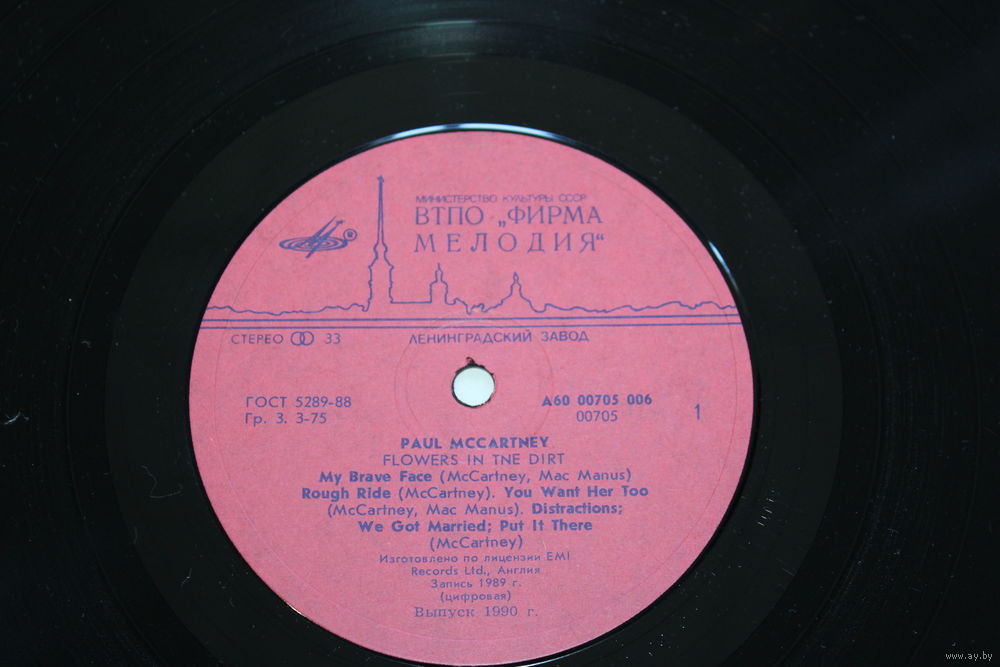 МИНИСТЕРСТВО КУЛЬТУРЫ СССР
ВТПО „ФИРМА
МЕЛОДИЯ“
®
СТЕРЕО 33
ЛЕНИНГРАДСКИЙ ЗАВОД
ГОСТ 5289-88
Гр. 3. 3-75
А60 00705 006
00705
1
PAUL MCCARTNEY
FLOWERS IN TNE DIRT
My Brave Face (McCartney, Mac Manus)
Rough Ride (McCartney). You Want Her Too
(McCartney, Mac Manus). Distractions;
We Got Married; Put It There
(McCartney)
Изготовлено по лицензии EMI
Records Ltd., Англия
Запись 1989 г.
(цифровая)
Выпуск 1990 г.
www.ay.by